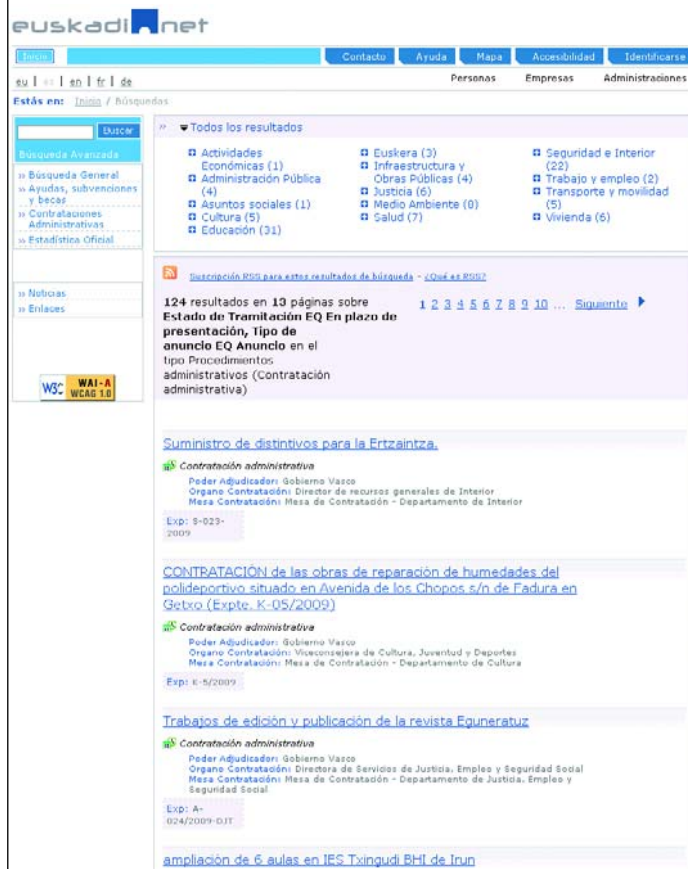 euskadi net
Inicio
Contacto Ayuda Mapa Accesibilidad Identificarse
eu | es | en | fr | de
Personas Empresas Administraciones
Estás en: Inicio / Búsquedas
Buscar
Búsqueda Avanzada
» Búsqueda General
» Ayudas, subvenciones
y becas
» Contrataciones
Administrativas
» Estadística Oficial
» Noticias
» Enlaces
W3C WAI-A
WCAG 1.0
» Todos los resultados
Actividades
Económicas (1)
Administración Pública
(4)
Asuntos sociales (1)
Cultura (5)
Educación (31)
Euskera (3)
Infraestructura y
Obras Públicas (4)
Justicia (6)
Medio Ambiente (0)
Salud (7)
Seguridad e Interior
(22)
Trabajo y empleo (2)
Transporte y movilidad
(5)
Vivienda (6)
Suscripción RSS para estos resultados de búsqueda - ¿Qué es RSS?
124 resultados en 13 páginas sobre
Estado de Tramitación EQ En plazo de
presentación, Tipo de
anuncio EQ Anuncio en el
tipo Procedimientos
administrativos (Contratación
administrativa)
1 2 3 4 5 6 7 8 9 10 ... Siguiente
Suministro de distintivos para la Ertzaintza.
Contratación administrativa
Poder Adjudicador: Gobierno Vasco
Organo Contratación: Director de recursos generales de Interior
Mesa Contratación: Mesa de Contratación - Departamento de Interior
Exp: S-023-
2009
CONTRATACIÓN de las obras de reparación de humedades del
polideportivo situado en Avenida de los Chopos s/n de Fadura en
Getxo (Expte. K-05/2009)
Contratación administrativa
Poder Adjudicador: Gobierno Vasco
Organo Contratación: Viceconsejera de Cultura, Juventud y Deportes
Mesa Contratación: Mesa de Contratación - Departamento de Cultura
Exp: K-5/2009
Trabajos de edición y publicación de la revista Eguneratuz
Contratación administrativa
Poder Adjudicador: Gobierno Vasco
Organo Contratación: Directora de Servicios de Justicia, Empleo y Seguridad Social
Mesa Contratación: Mesa de Contratación - Departamento de Justicia, Empleo y
Seguridad Social
Exp: A-
024/2009-DJT
ampliación de 6 aulas en IES Txingudi BHI de Irun